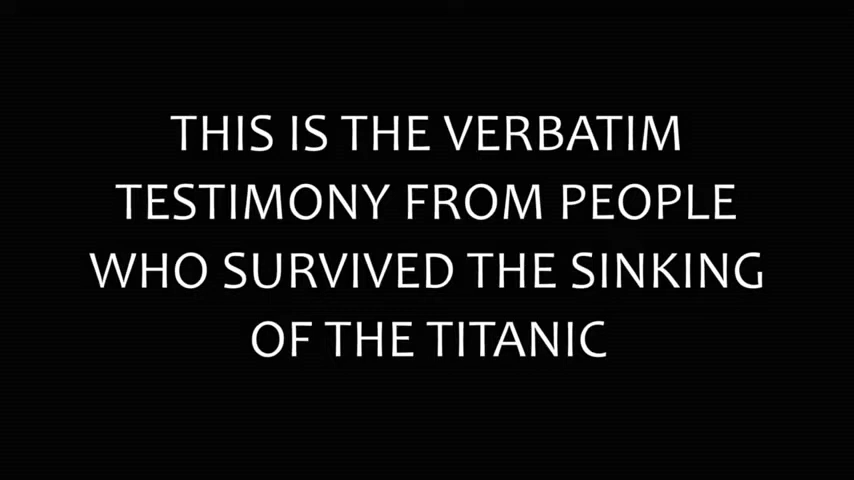 THIS IS THE VERBATIM
TESTIMONY FROM PEOPLE
WHO SURVIVED THE SINKING
OF THE TITANIC